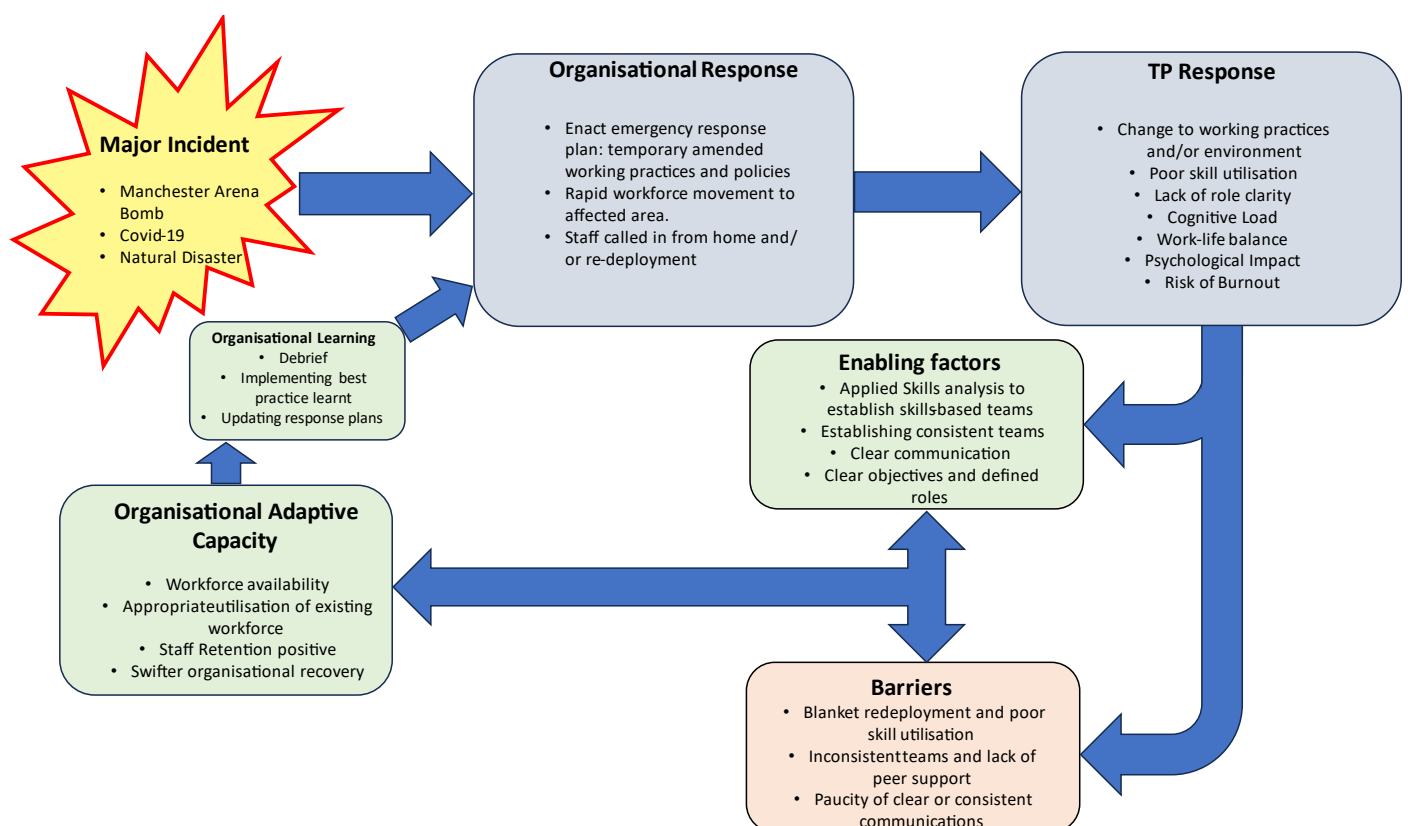 Major Incident
• Manchester Arena
Bomb
• Covid-19
• Natural Disaster
Organisational Response
• Enact emergency response
plan: temporary amended
working practices and policies
• Rapid workforce movement to
affected area.
• Staff called in from home and/
or re-deployment
TP Response
• Change to working practices
and/or environment
• Poor skill utilisation
• Lack of role clarity
• Cognitive Load
• Work-life balance
• Psychological Impact
• Risk of Burnout
Organisational Learning
• Debrief
• Implementing best
practice learnt
• Updating response plans
Enabling factors
• Applied Skills analysis to
establish skills-based teams
• Establishing consistent teams
• Clear communication
• Clear objectives and defined
roles
Organisational Adaptive
Capacity
• Workforce availability
• Appropriateutilisation of existing
workforce
• Staff Retention positive
• Swifter organisational recovery
Barriers
• Blanket redeployment and poor
skill utilisation
• Inconsistentteams and lack of
peer support
• Paucity of clear or consistent
communications